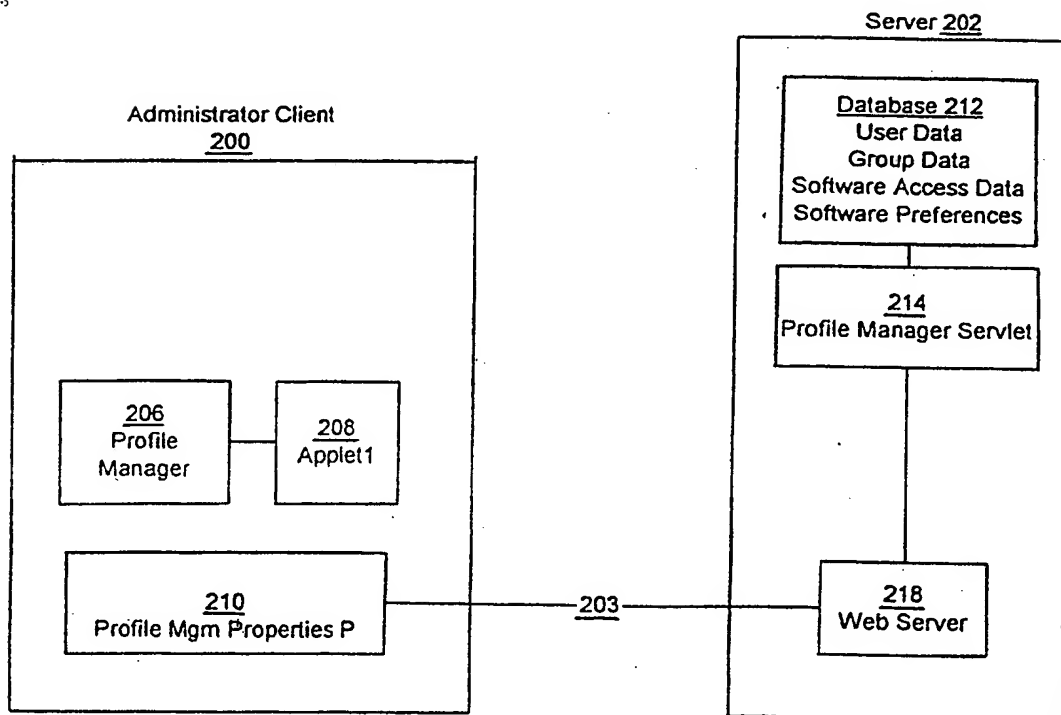 Server 202
Database 212
User Data
Group Data
Software Access Data
Software Preferences
Administrator Client
200
214
Profile Manager Servlet
206
Profile
Manager
208
Applet1
210
Profile Mgm Properties P
203
218
Web Server